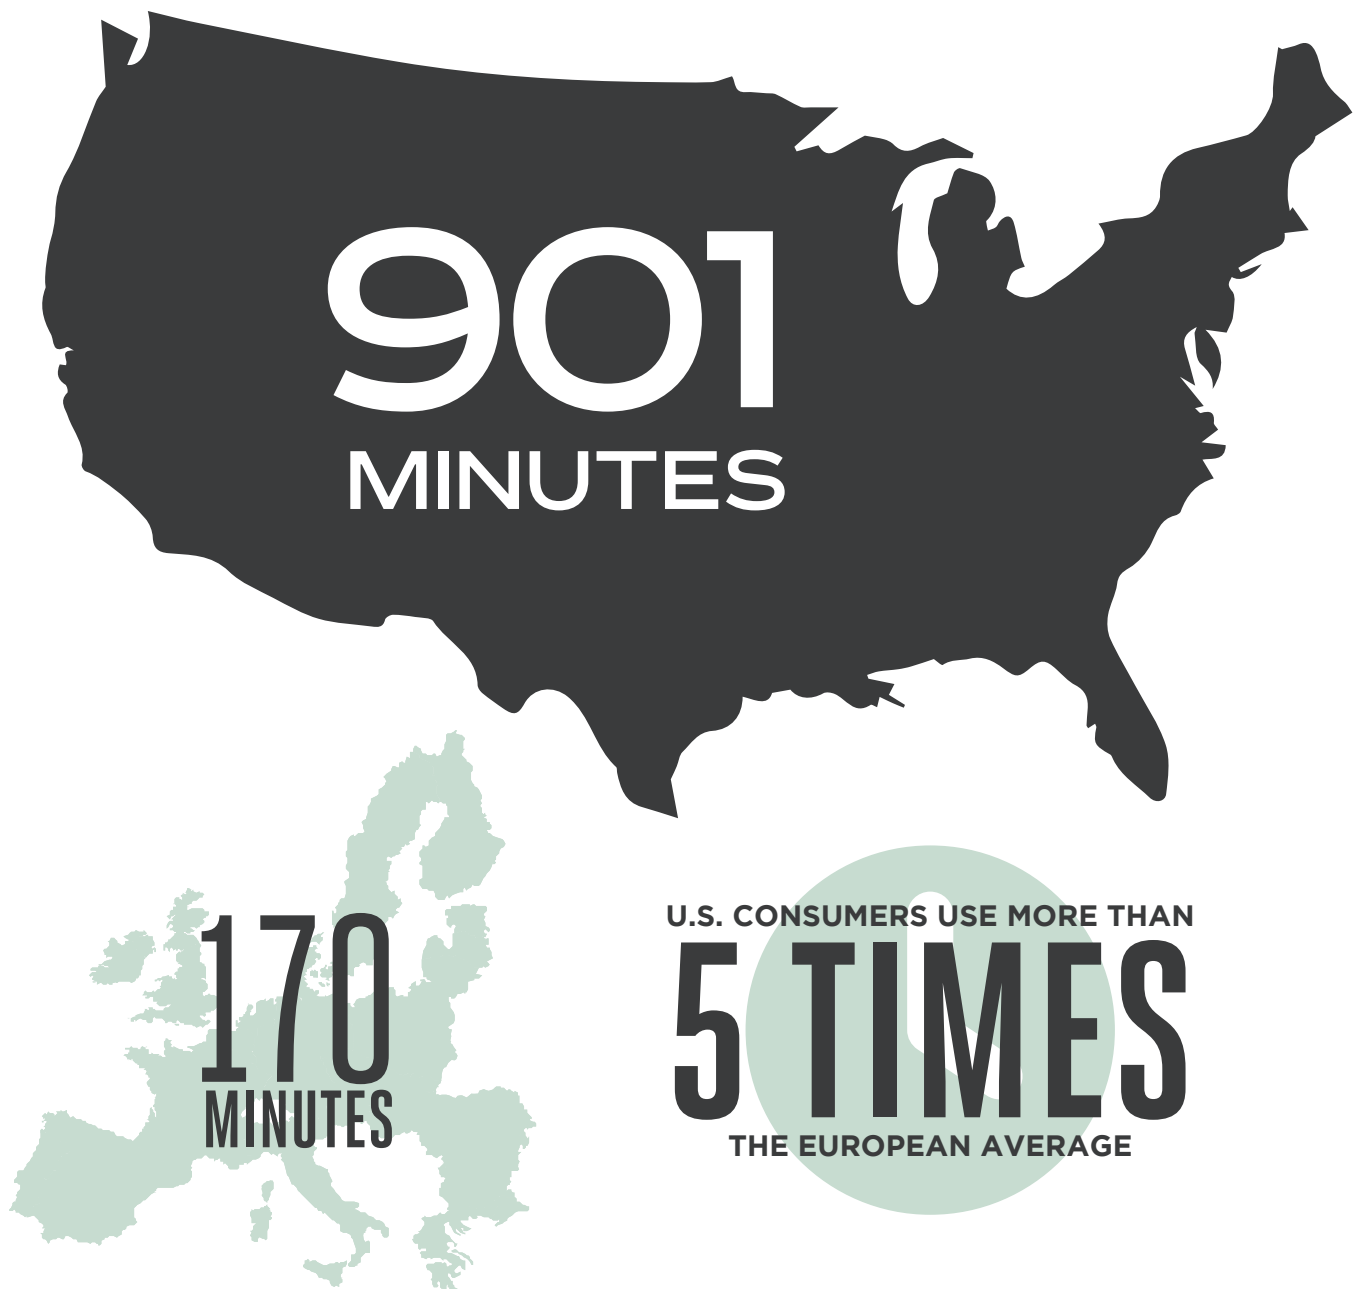 901
MINUTES
170
MINUTES
U.S. CONSUMERS USE MORE THAN
5 TIMES
THE EUROPEAN AVERAGE